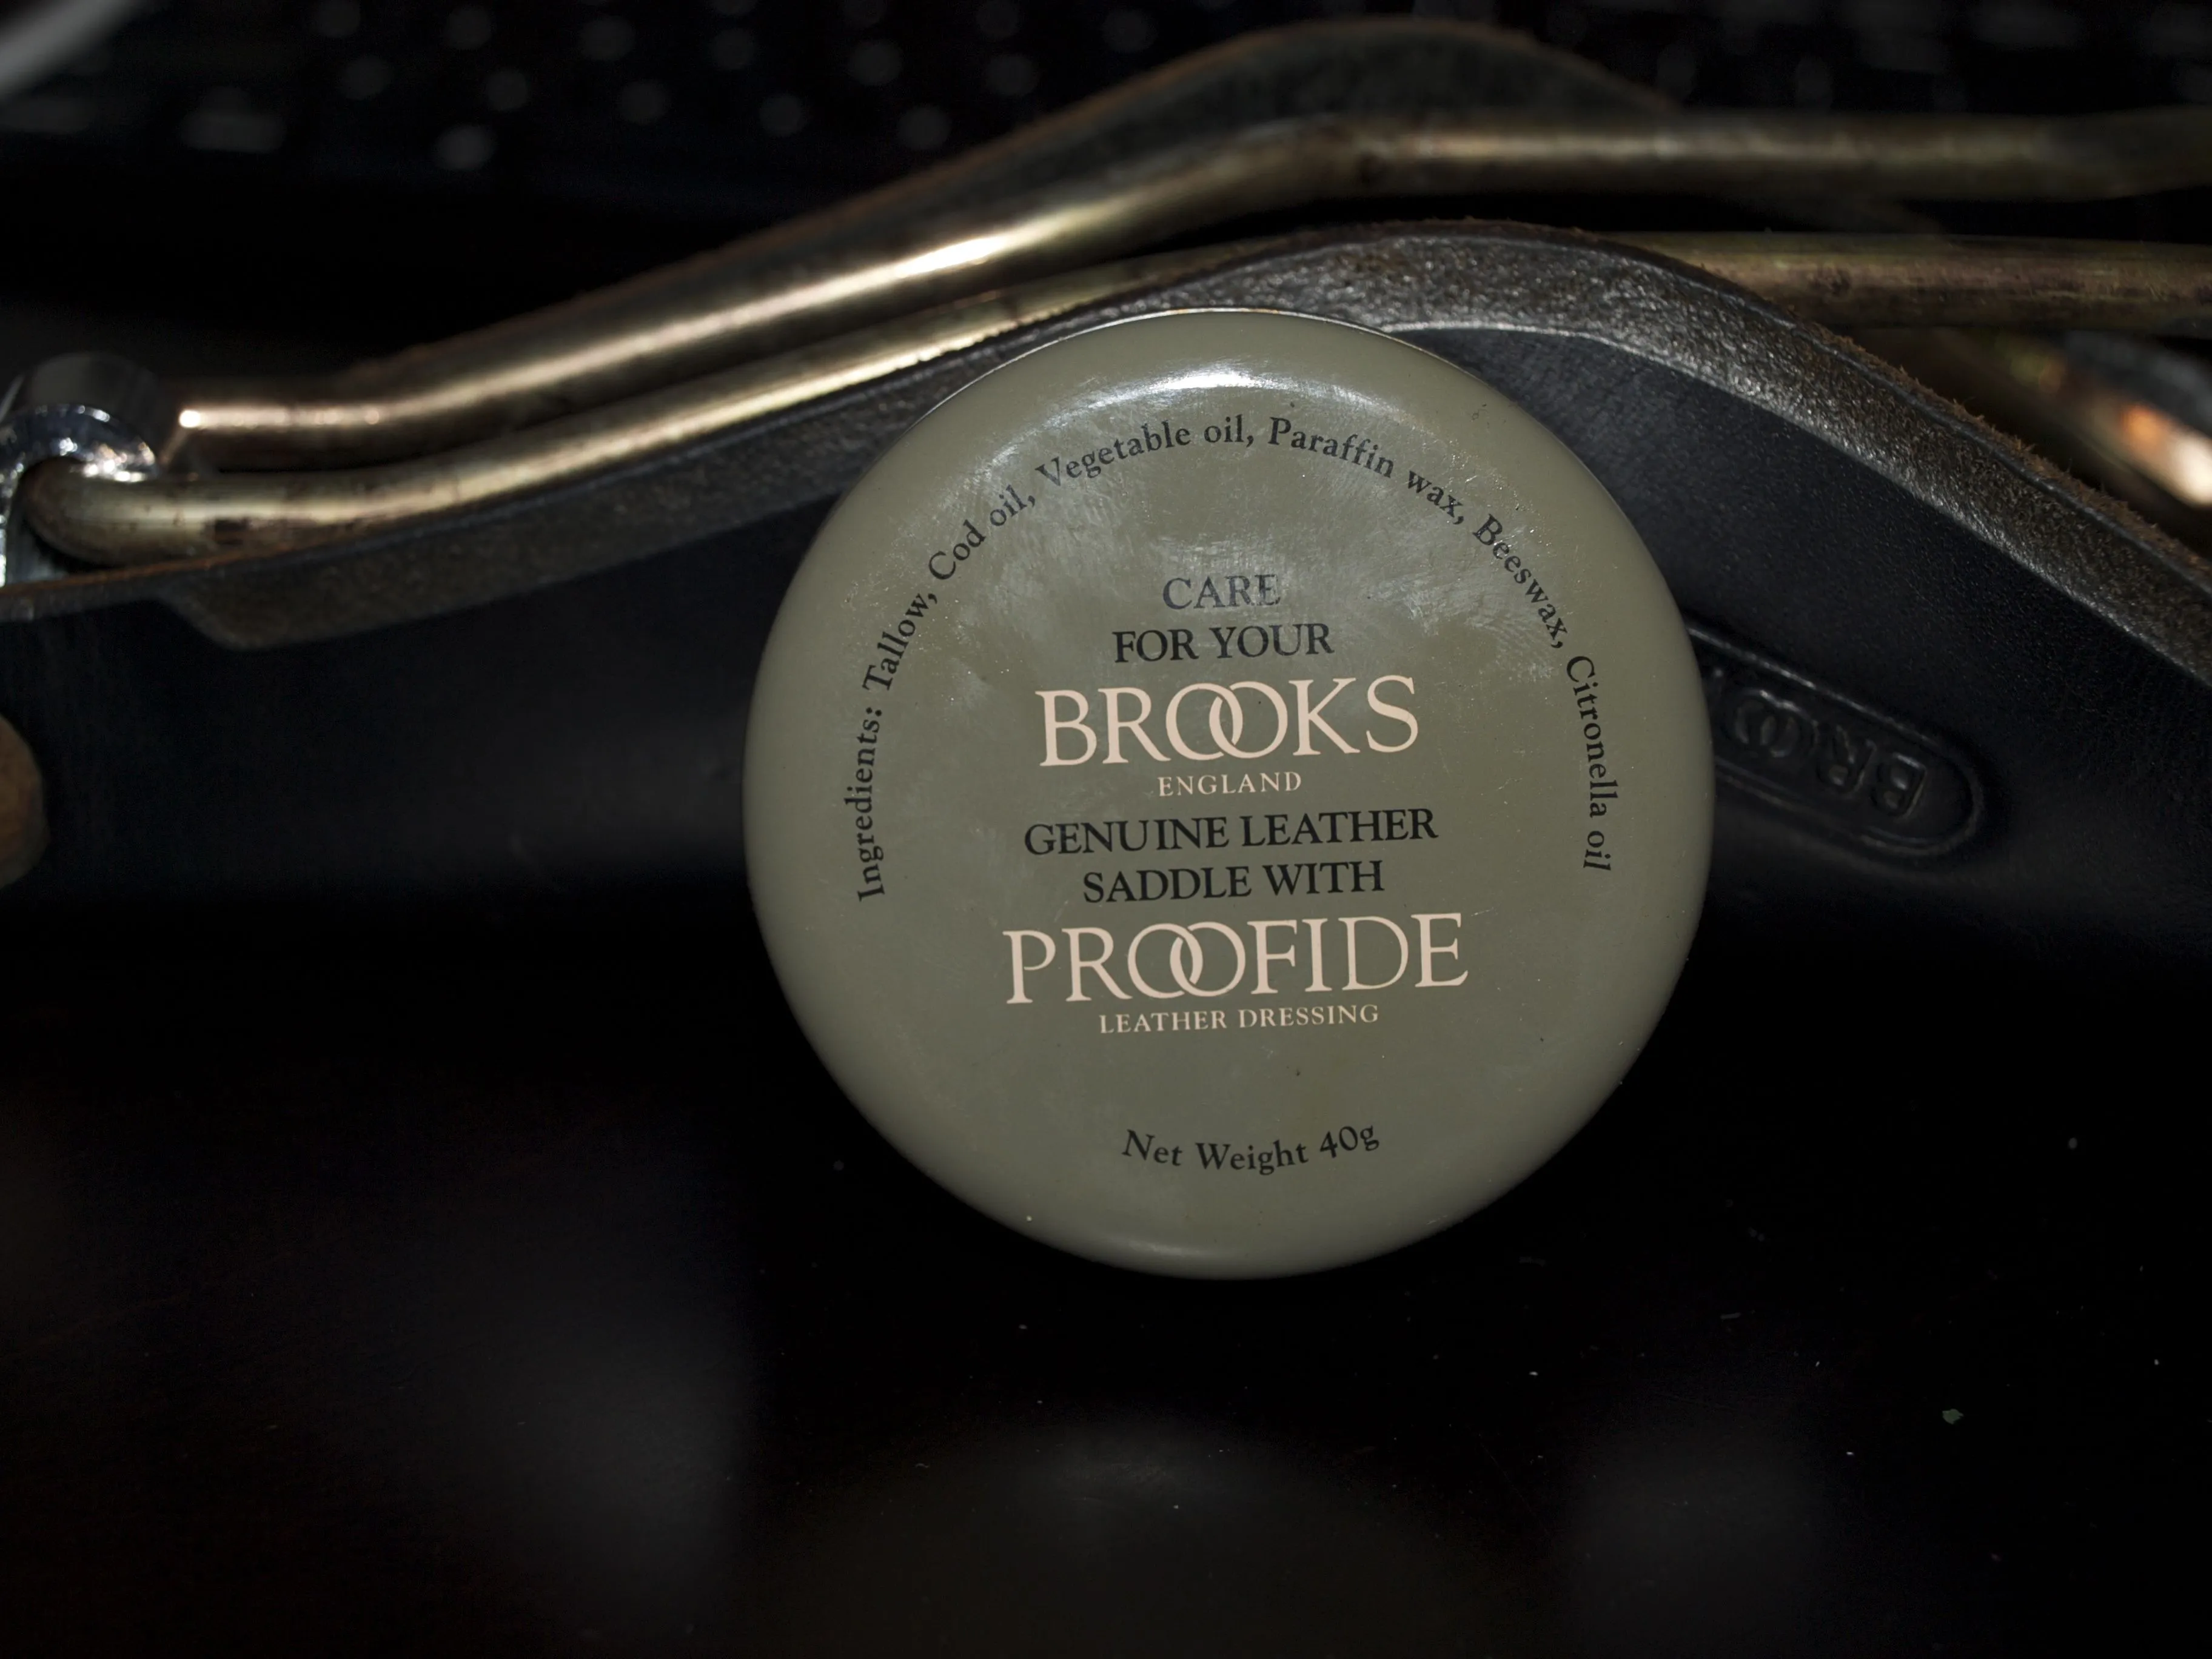 Ingredients: Tallow, Cod oil, Vegetable oil, Paraffin wax, Beeswax, Citronella oil
CARE
FOR YOUR
BROOKS
ENGLAND
GENUINE LEATHER
SADDLE WITH
PROOFIDE
LEATHER DRESSING
Net Weight 40g
BROO